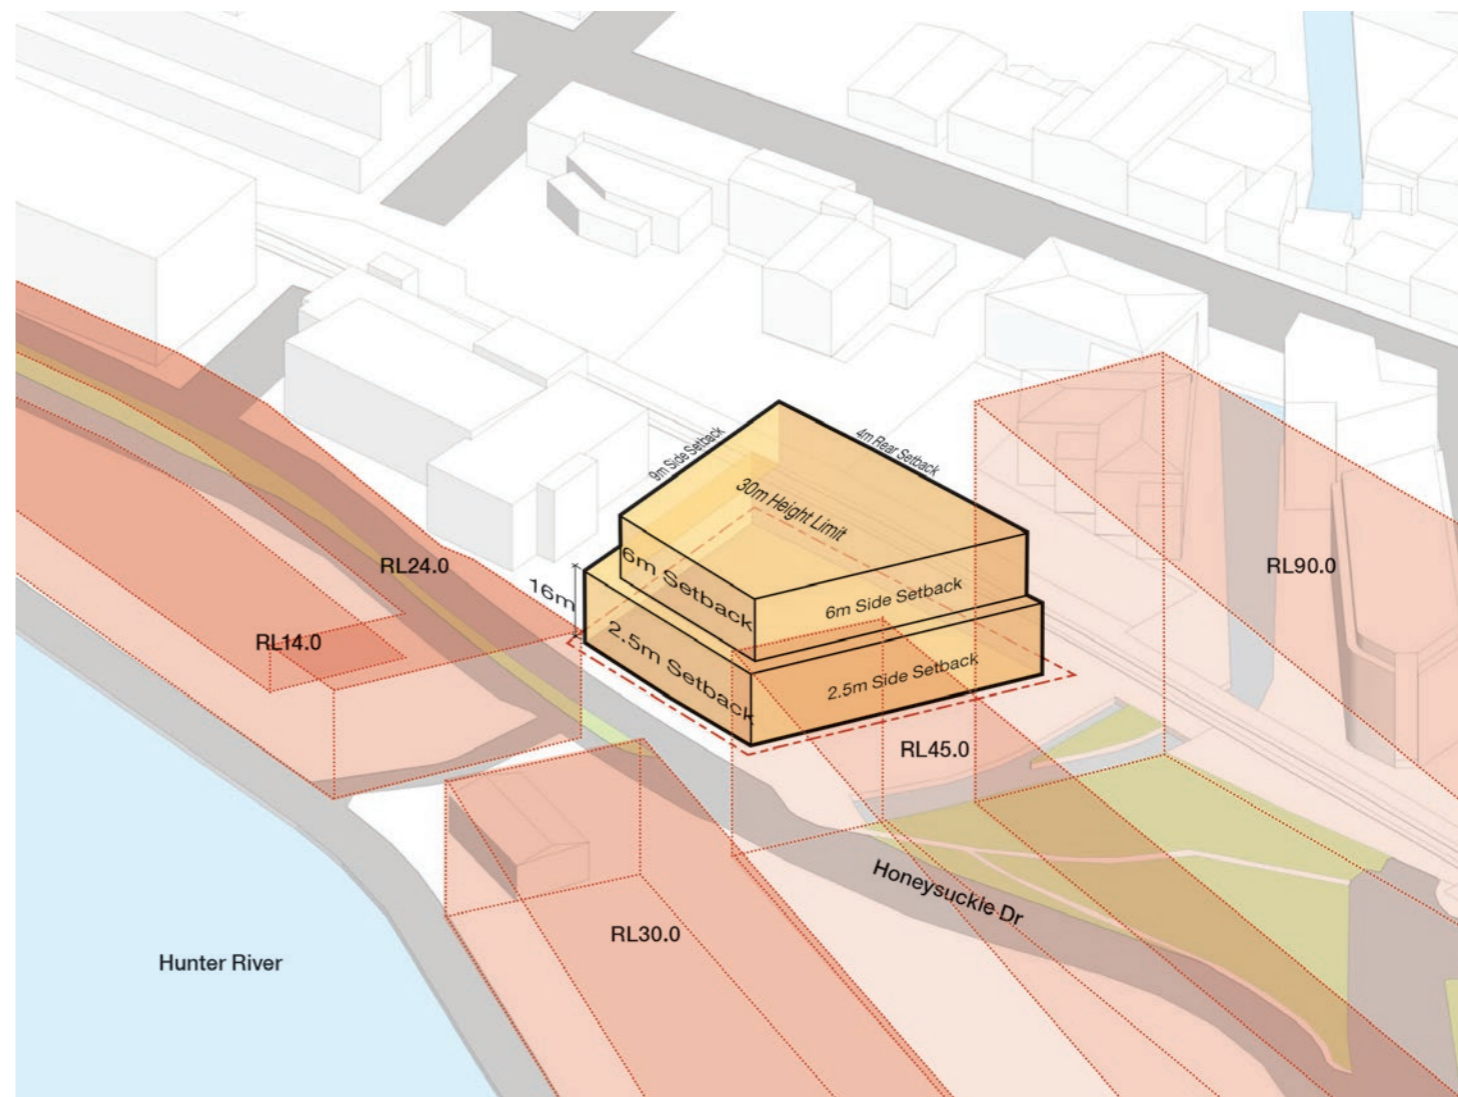 9m Side Setback
4m Rear Setback
30m Height Limit
6m Setback
6m Side Setback
16m
2.5m Setback
2.5m Side Setback
RL24.0
RL14.0
RL90.0
RL45.0
Honeysuckle Dr
RL30.0
Hunter River